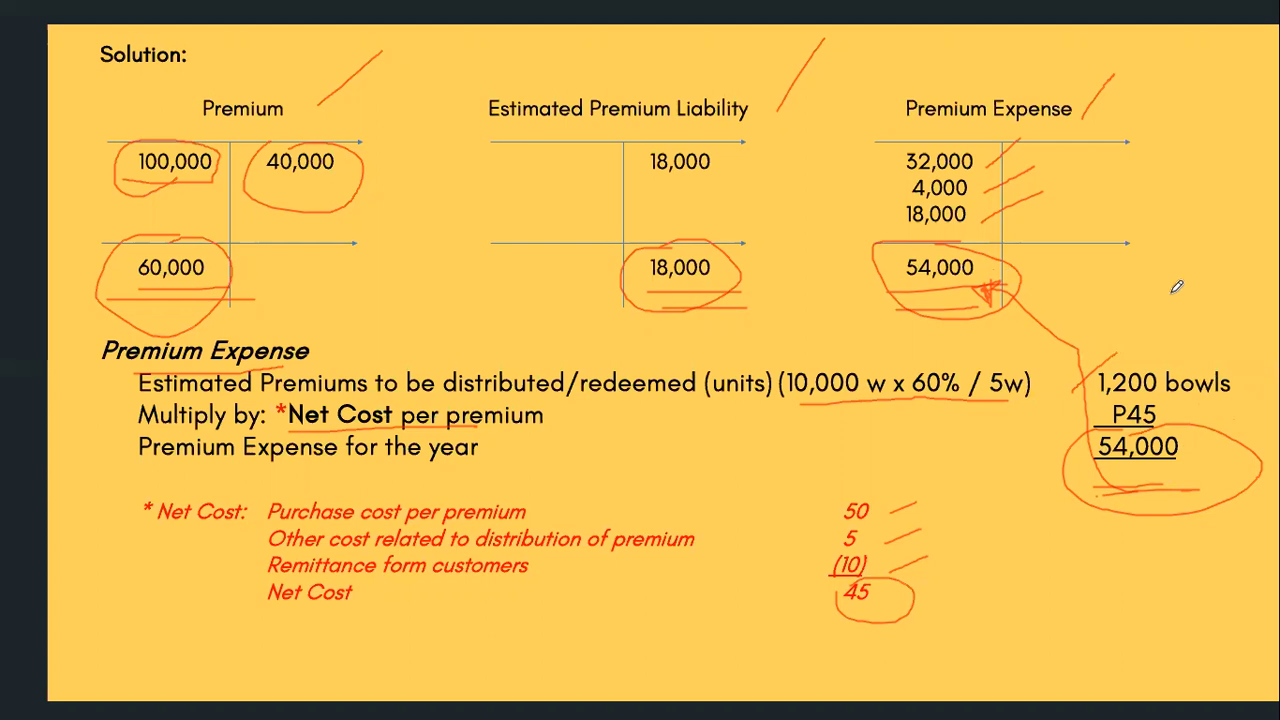 Solution:
Premium Estimated Premium Liability Premium Expense
100,000 40,000 18,000 32,000
4,000
18,000
60,000 18,000 54,000
Premium Expense
Estimated Premiums to be distributed/redeemed (units) (10,000 w x 60% / 5w) 1,200 bowls
Multiply by: *Net Cost per premium P45
Premium Expense for the year 54,000
* Net Cost: Purchase cost per premium 50
Other cost related to distribution of premium 5
Remittance form customers (10)
Net Cost 45